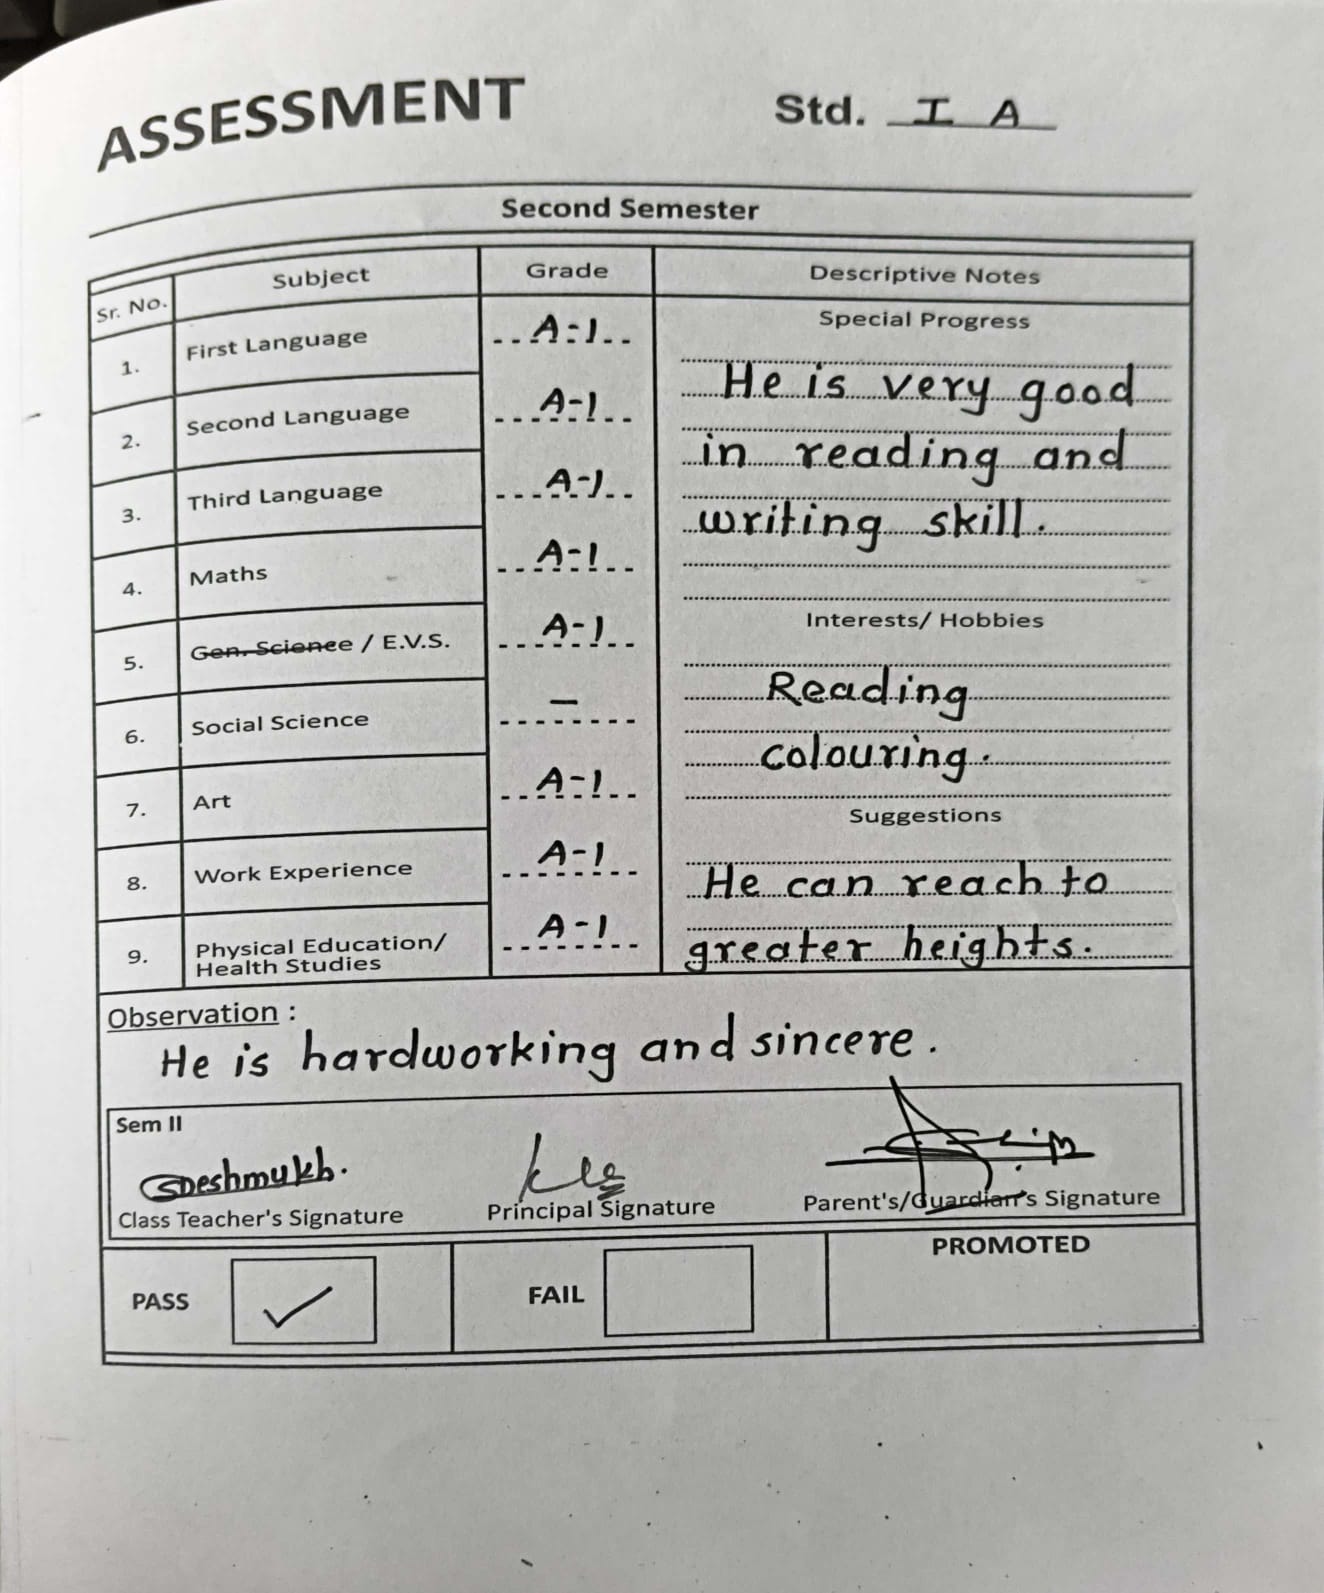 ASSESSMENT
Std. I A
Second Semester
Sr. No. Subject Grade Descriptive Notes
1. First Language A-1
2. Second Language A-1
3. Third Language A-1
4. Maths A-1
5. Gen. Science / E.V.S. A-1
6. Social Science –
7. Art A-1
8. Work Experience A-1
9. Physical Education/
Health Studies A-1
Special Progress
He is very good
in reading and
writing skill.
Interests/ Hobbies
Reading
colouring.
Suggestions
He can reach to
greater heights.
Observation :
He is hardworking and sincere.
Sem II
SDeshmukh.
Class Teacher's Signature
Principal Signature
Parent's/Guardian's Signature
PASS ✓
FAIL
PROMOTED